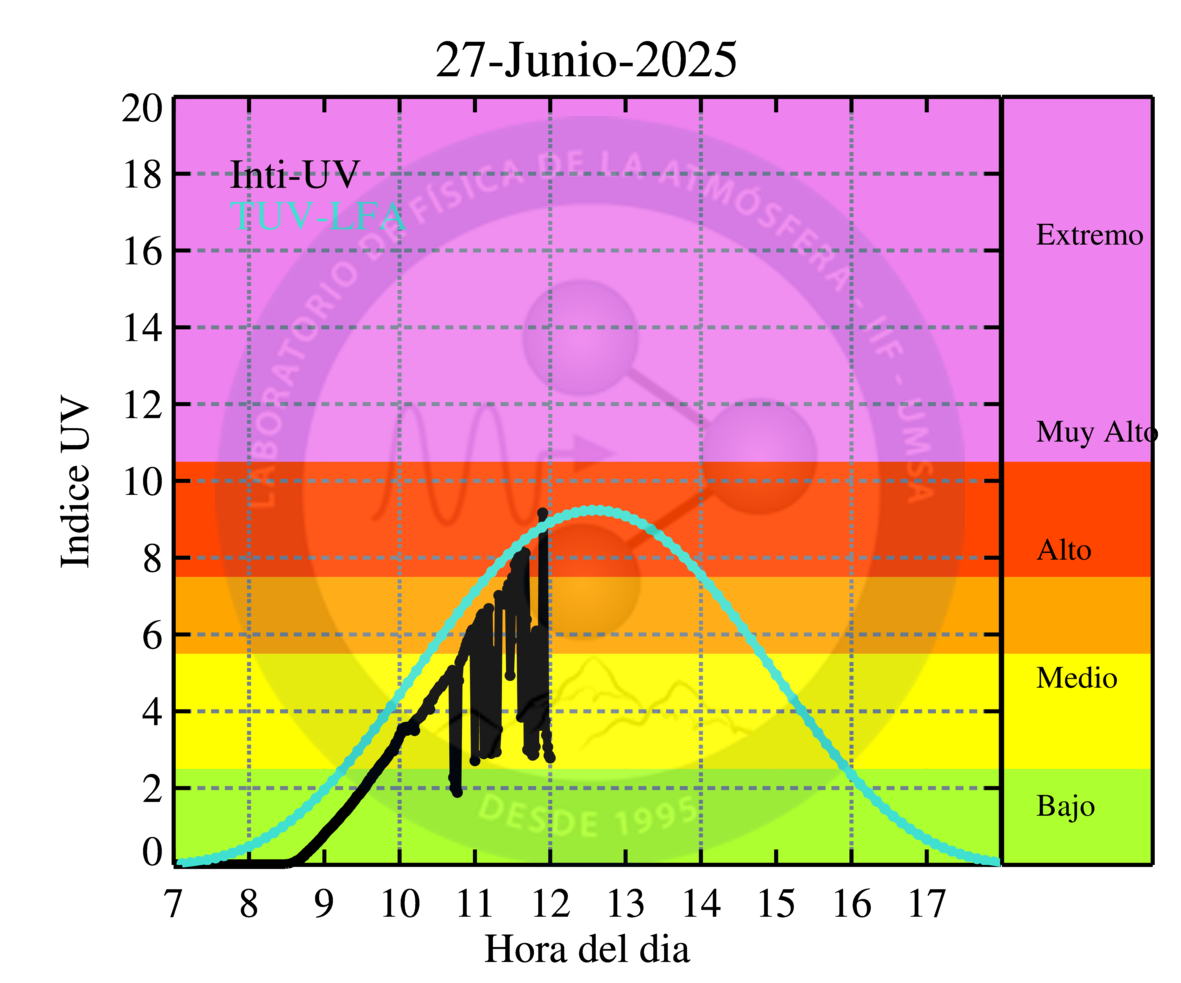 27-Junio-2025
Indice UV
20
18
16
14
12
10
8
6
4
2
0
Inti-UV
TUV-LFA
LABORATORIO DE FÍSICA DE LA ATMÓSFERA - IIF - UMSA
DESDE 1995
Extremo
Muy Alto
Alto
Medio
Bajo
7 8 9 10 11 12 13 14 15 16 17
Hora del dia